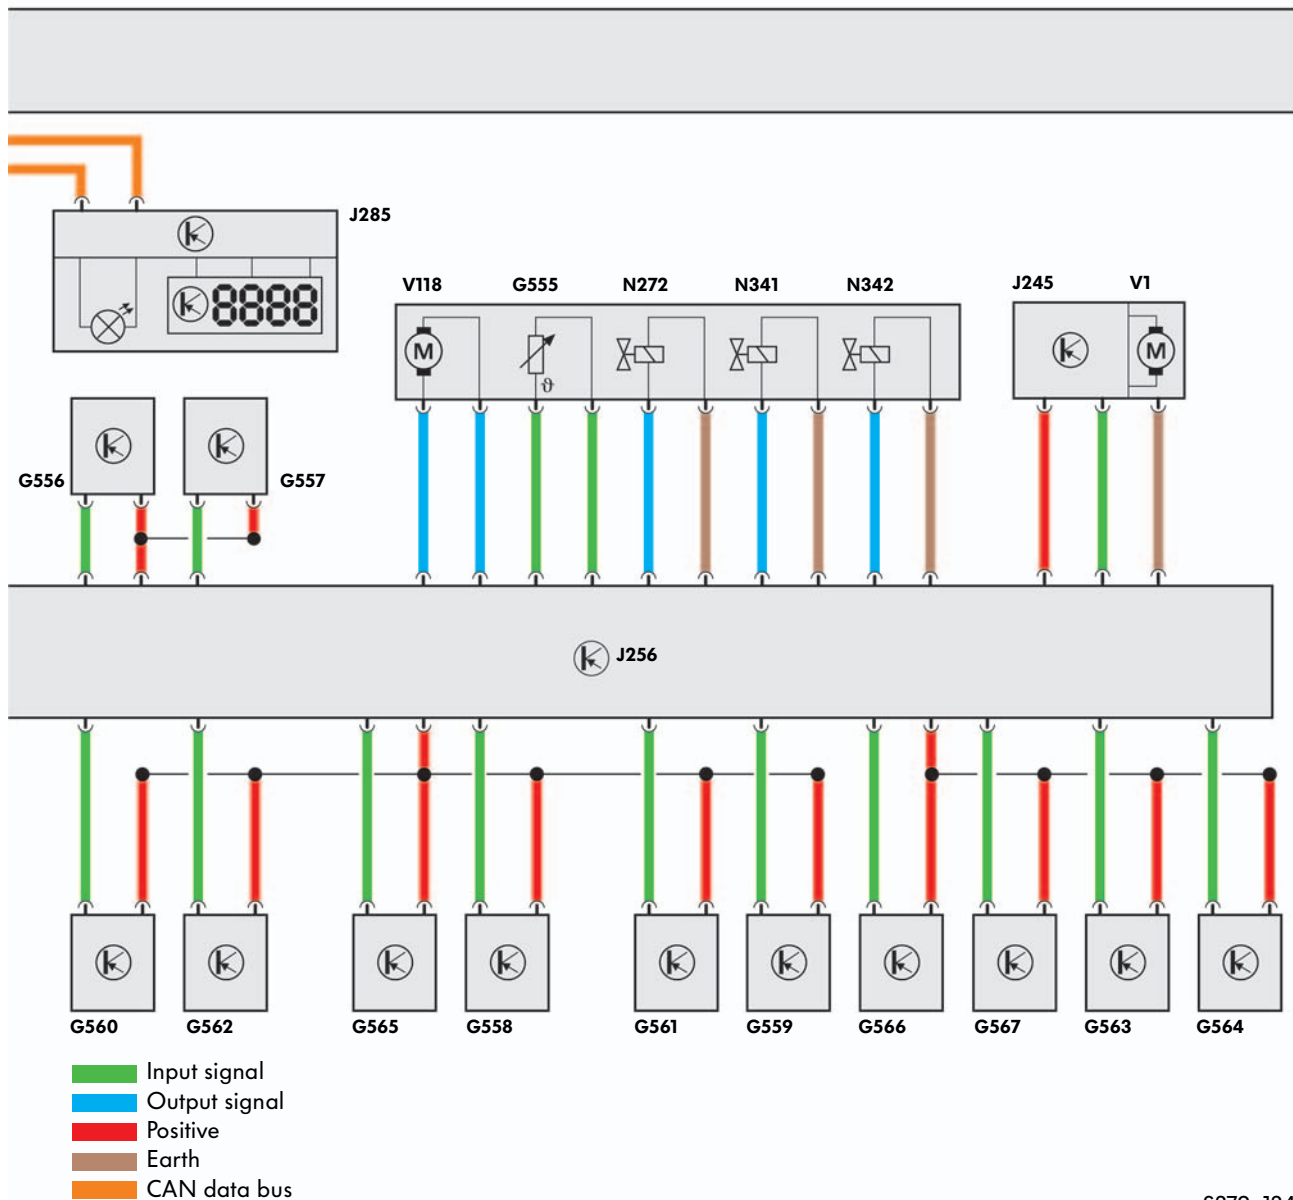 J285
8888
V118 G555 N272 N341 N342 J245 V1
M M
ϑ
G556 G557
J256
G560 G562 G565 G558 G561 G559 G566 G567 G563 G564
Input signal
Output signal
Positive
Earth
CAN data bus